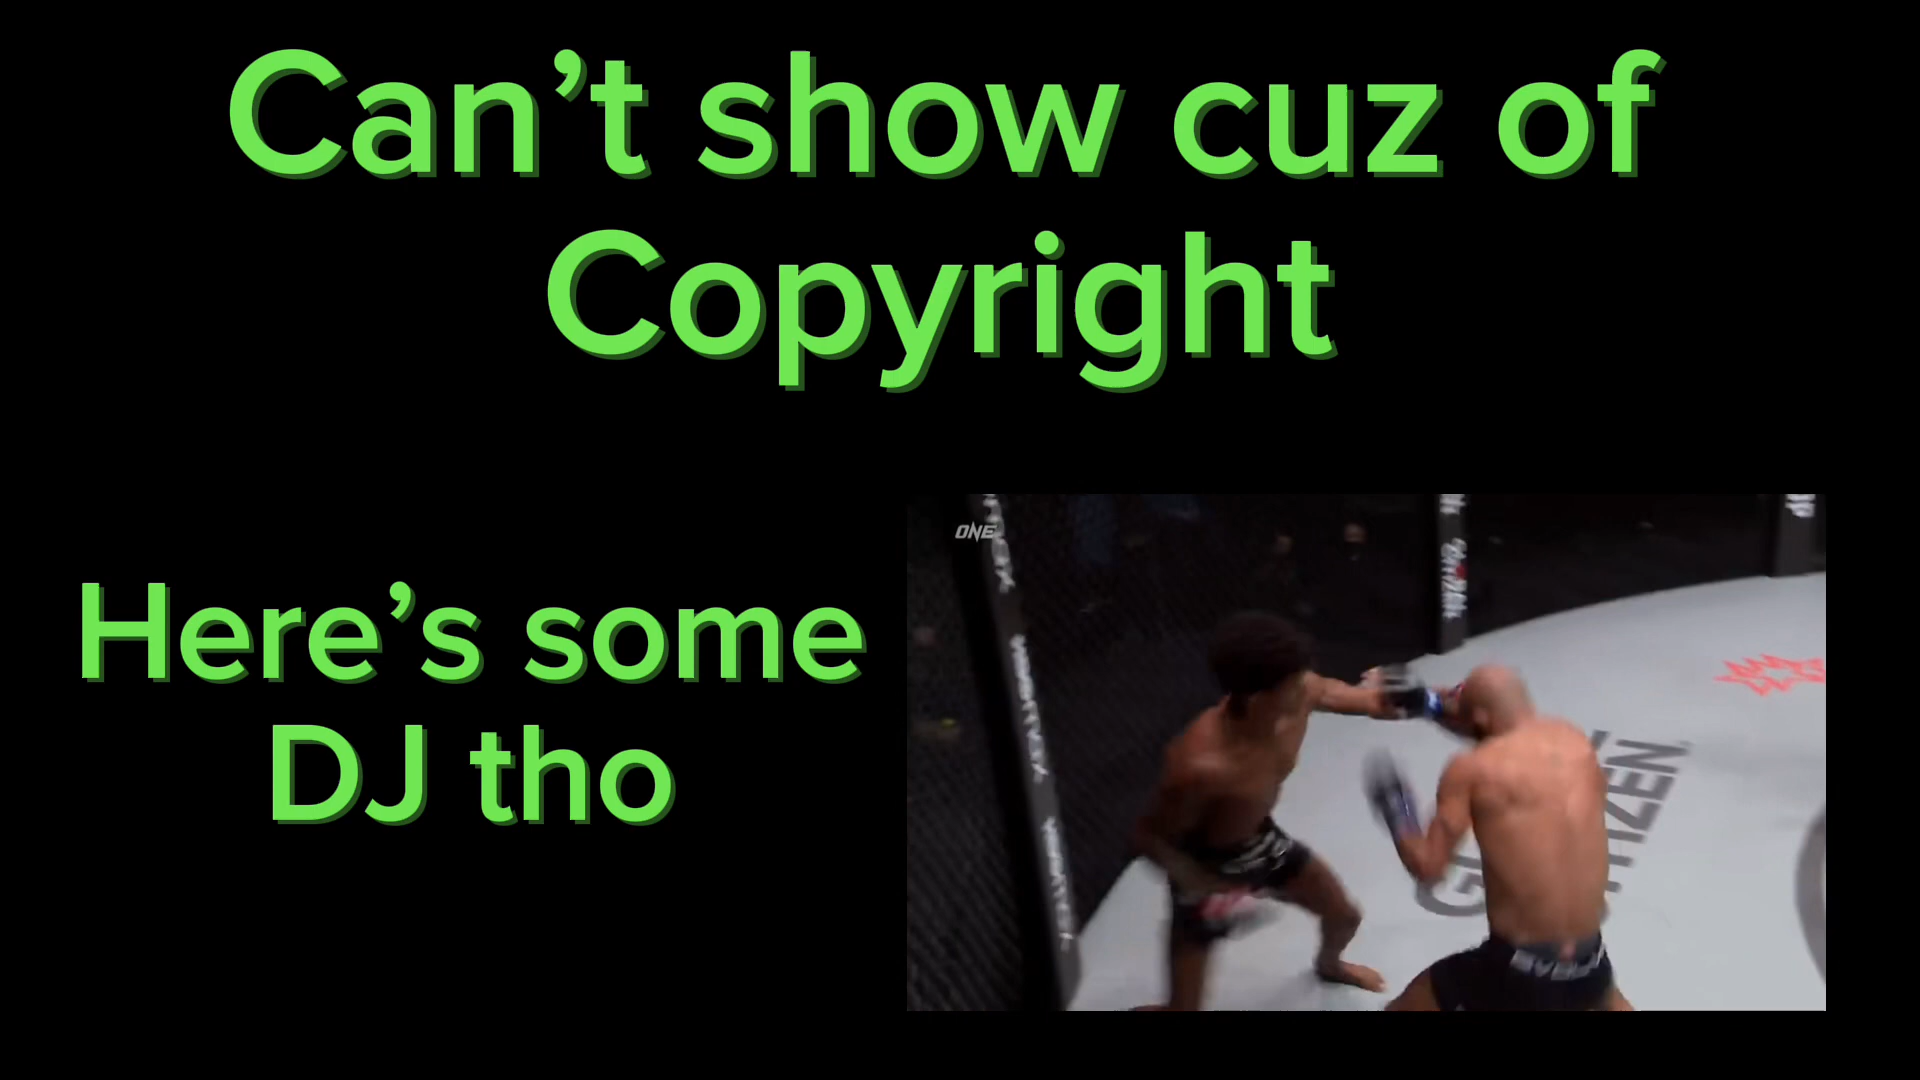 Can’t show cuz of
Copyright
Here’s some
DJ tho
ONE